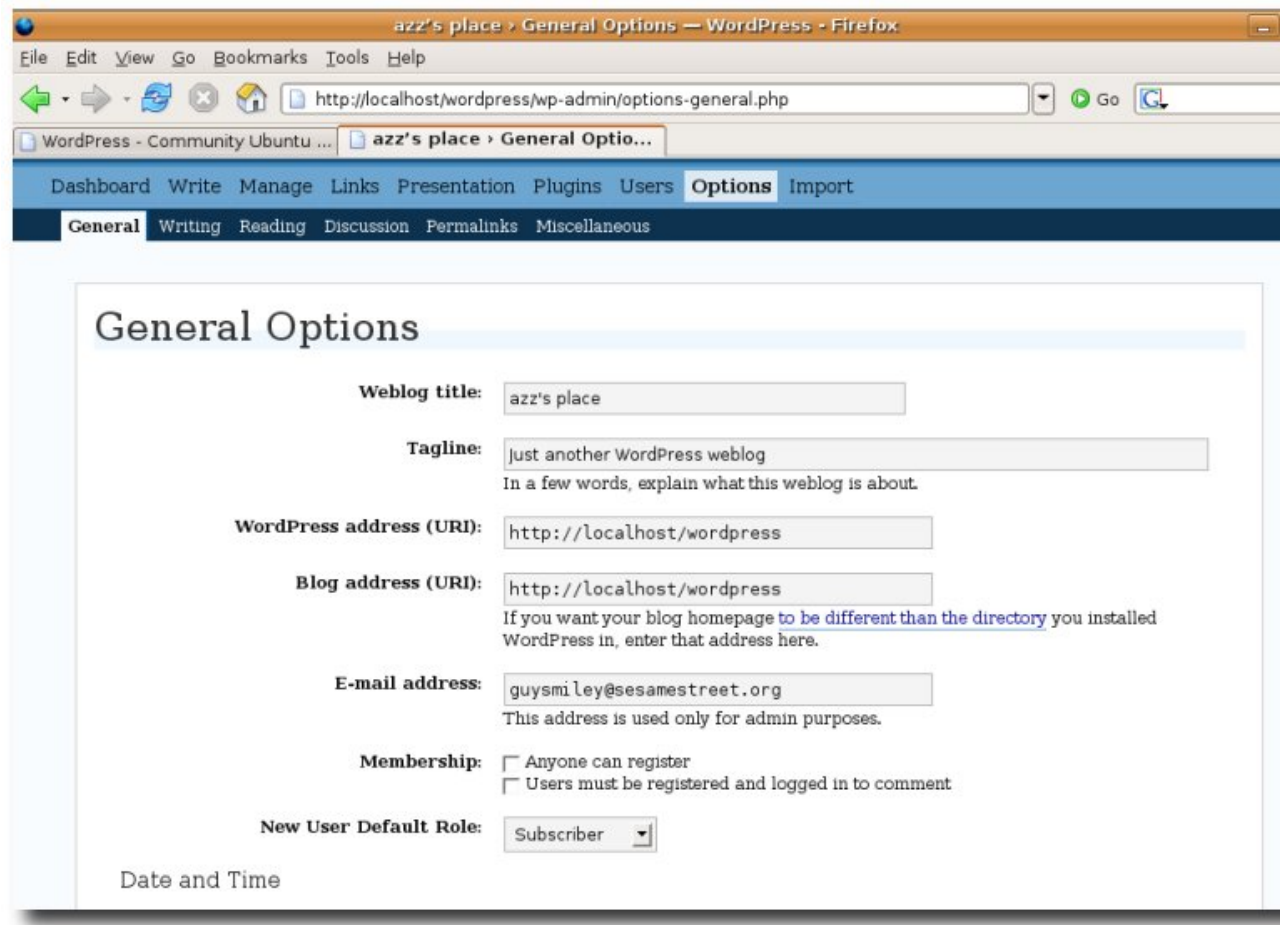 azz's place › General Options — WordPress - Firefox
File Edit View Go Bookmarks Tools Help
http://localhost/wordpress/wp-admin/options-general.php Go G
WordPress - Community Ubuntu ... azz's place › General Optio...
Dashboard Write Manage Links Presentation Plugins Users Options Import
General Writing Reading Discussion Permalinks Miscellaneous
General Options
Weblog title: azz's place
Tagline: Just another WordPress weblog
In a few words, explain what this weblog is about.
WordPress address (URI): http://localhost/wordpress
Blog address (URI): http://localhost/wordpress
If you want your blog homepage to be different than the directory you installed
WordPress in, enter that address here.
E-mail address: guysmiley@sesamestreet.org
This address is used only for admin purposes.
Membership: Anyone can register
Users must be registered and logged in to comment
New User Default Role: Subscriber
Date and Time